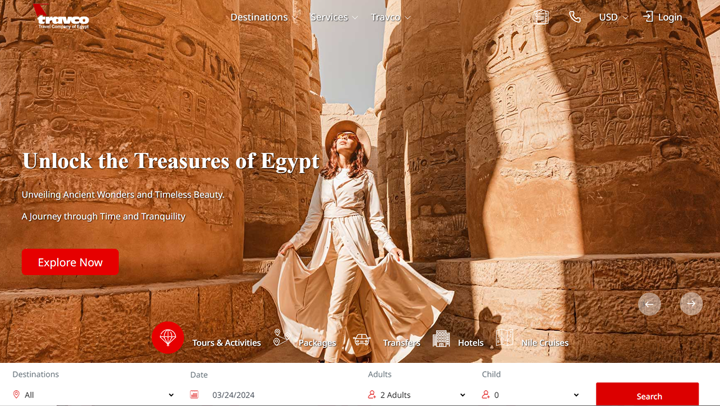 travco
Travel Company of Egypt
Destinations
Services
Travco
USD
Login
Unlock the Treasures of Egypt
Unveiling Ancient Wonders and Timeless Beauty.
A Journey through Time and Tranquility
Explore Now
Tours & Activities
Packages
Transfers
Hotels
Nile Cruises
Destinations
Date
Adults
Child
All
03/24/2024
2 Adults
0
Search